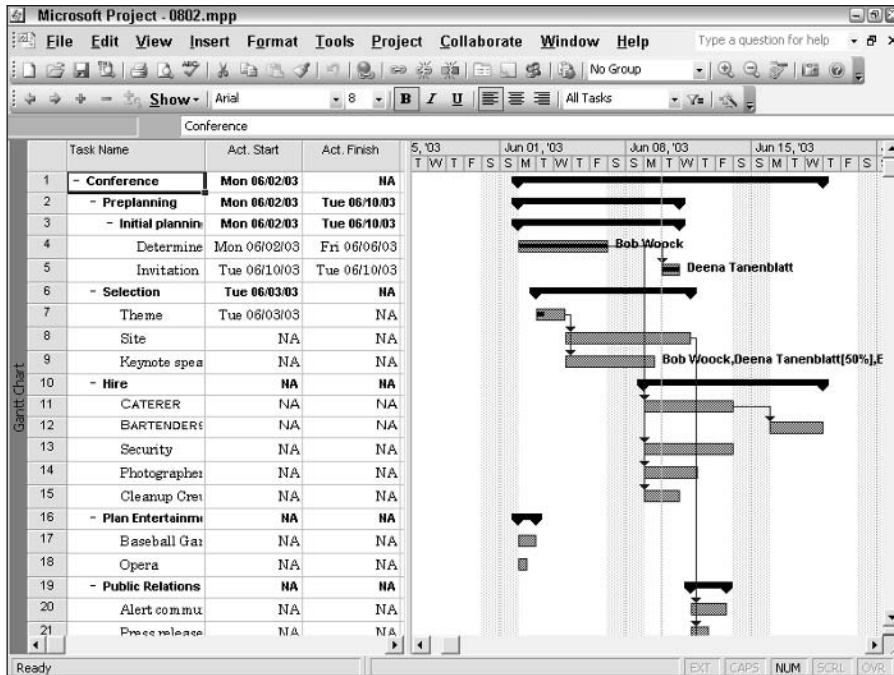 Microsoft Project - 0802.mpp
File Edit View Insert Format Tools Project Collaborate Window Help Type a question for help
No Group
Show Arial 8 B I U All Tasks
Conference
Task Name Act. Start Act. Finish 5, '03 Jun 01, '03 Jun 08, '03 Jun 15, '03
T W T F S S M T W T F S S M T W T F S S M T W T F S
1 - Conference Mon 06/02/03 NA
2 - Preplanning Mon 06/02/03 Tue 06/10/03
3 - Initial planning Mon 06/02/03 Tue 06/10/03
4 Determine Mon 06/02/03 Fri 06/06/03 Bob Woock
5 Invitation Tue 06/10/03 Tue 06/10/03 Deena Tanenblatt
6 - Selection Tue 06/03/03 NA
7 Theme Tue 06/03/03 NA
8 Site NA NA
9 Keynote spea NA NA Bob Woock,Deena Tanenblatt[50%],E
10 - Hire NA NA
11 CATERER NA NA
12 BARTENDERS NA NA
13 Security NA NA
14 Photographer NA NA
15 Cleanup Crew NA NA
16 - Plan Entertainme NA NA
17 Baseball Gam NA NA
18 Opera NA NA
19 - Public Relations NA NA
20 Alert commu NA NA
21 Press release NA NA
Gantt Chart
Ready EXT CAPS NUM SCRL OVR